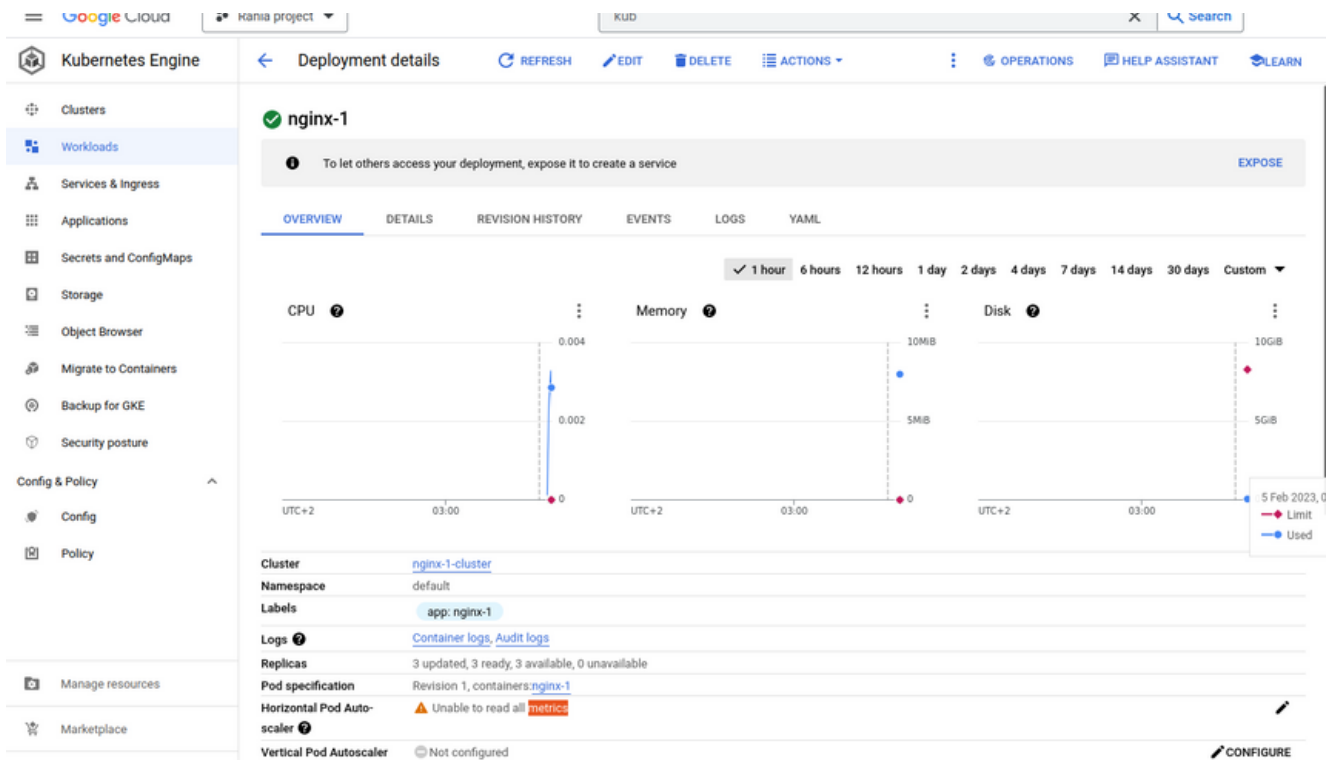 Google Cloud Rania project kub Search
Kubernetes Engine Deployment details REFRESH EDIT DELETE ACTIONS OPERATIONS HELP ASSISTANT LEARN
Clusters
Workloads
Services & Ingress
Applications
Secrets and ConfigMaps
Storage
Object Browser
Migrate to Containers
Backup for GKE
Security posture
Config & Policy
Config
Policy
Manage resources
Marketplace
nginx-1
To let others access your deployment, expose it to create a service EXPOSE
OVERVIEW DETAILS REVISION HISTORY EVENTS LOGS YAML
1 hour 6 hours 12 hours 1 day 2 days 4 days 7 days 14 days 30 days Custom
CPU
0.004
0.002
0
UTC+2 03:00
Memory
10MiB
5MiB
0
UTC+2 03:00
Disk
10GiB
5GiB
UTC+2 03:00
5 Feb 2023, 0
Limit
Used
Cluster nginx-1-cluster
Namespace default
Labels app: nginx-1
Logs Container logs, Audit logs
Replicas 3 updated, 3 ready, 3 available, 0 unavailable
Pod specification Revision 1, containers:nginx-1
Horizontal Pod Auto- Unable to read all metrics
scaler
Vertical Pod Autoscaler Not configured CONFIGURE